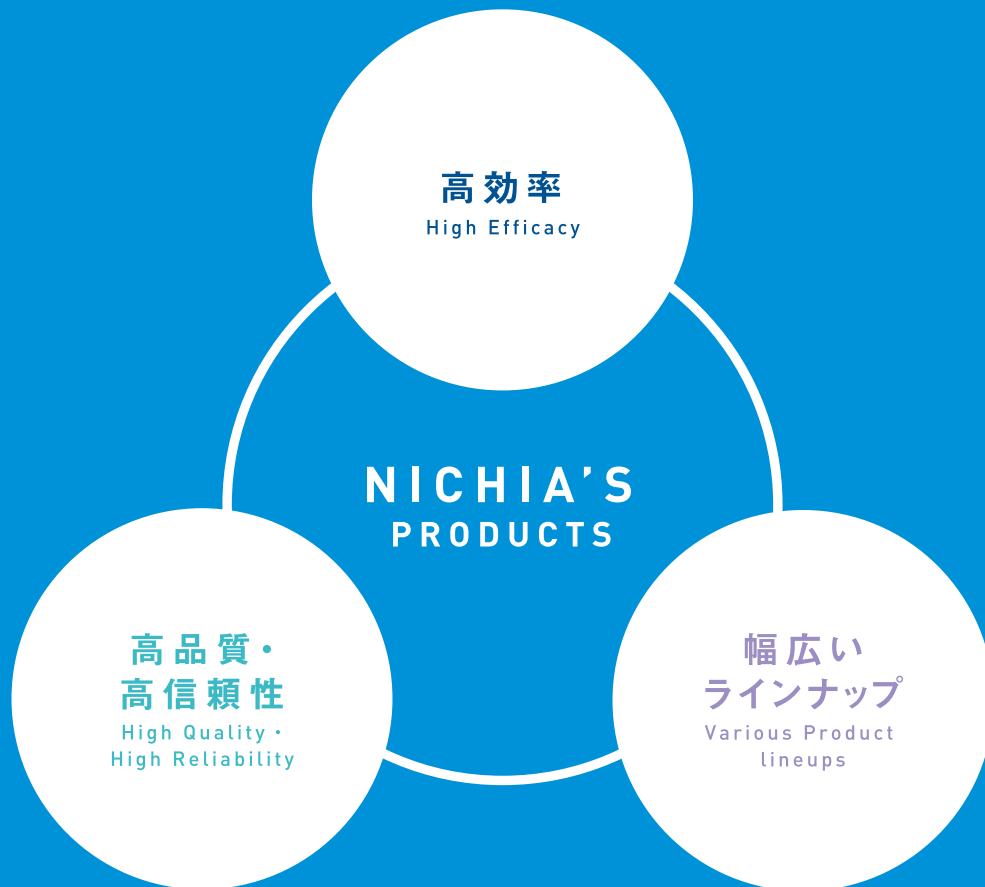 高効率
High Efficacy
NICHIA'S
PRODUCTS
高品質・
高信頼性
High Quality・
High Reliability
幅広い
ラインナップ
Various Product
lineups